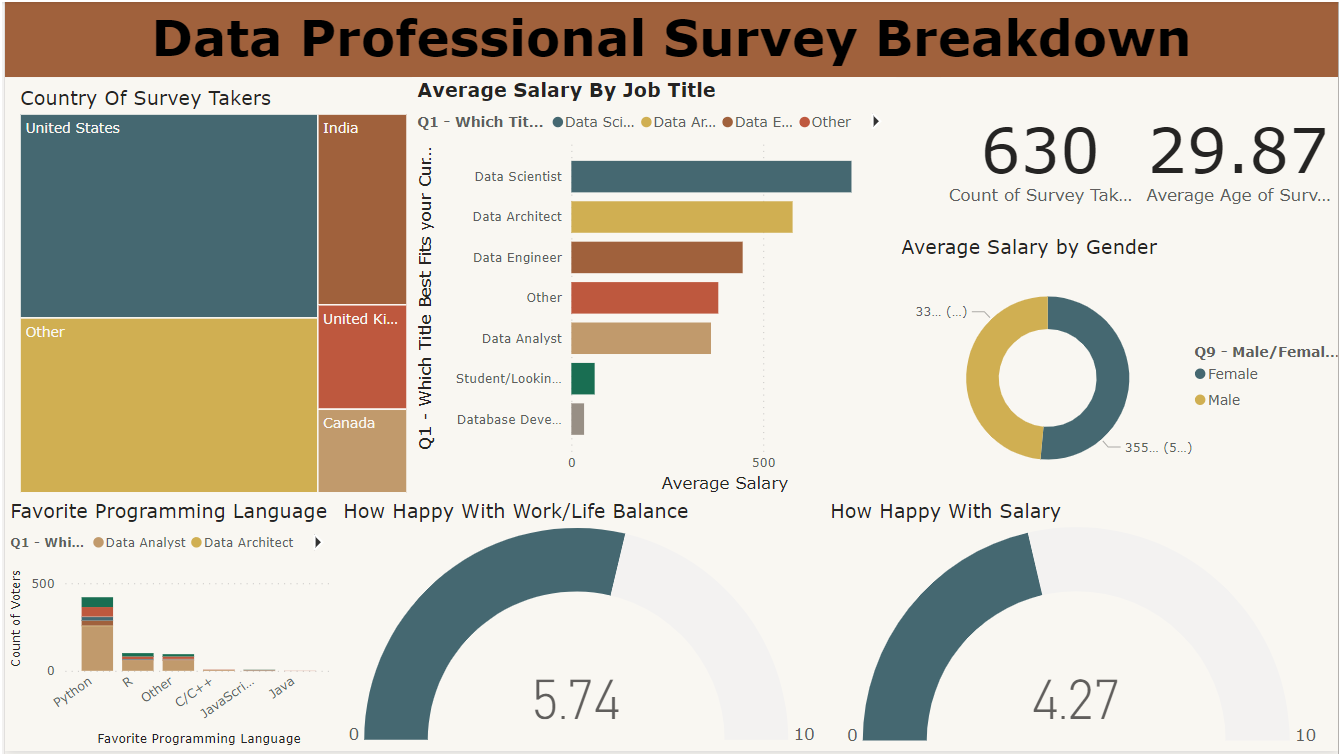 Data Professional Survey Breakdown
Country Of Survey Takers
United States
India
Other
United Ki...
Canada
Average Salary By Job Title
Q1 - Which Tit... Data Sci... Data Ar... Data E... Other
Q1 - Which Title Best Fits your Cur...
Data Scientist
Data Architect
Data Engineer
Other
Data Analyst
Student/Lookin...
Database Deve...
0 500
Average Salary
630
Count of Survey Tak...
29.87
Average Age of Surv...
Average Salary by Gender
33... (...)
355... (5...)
Q9 - Male/Femal...
Female
Male
Favorite Programming Language
Q1 - Whi... Data Analyst Data Architect
Count of Voters
500
0
Python R Other C/C++ JavaScri... Java
Favorite Programming Language
How Happy With Work/Life Balance
5.74
0 10
How Happy With Salary
4.27
0 10